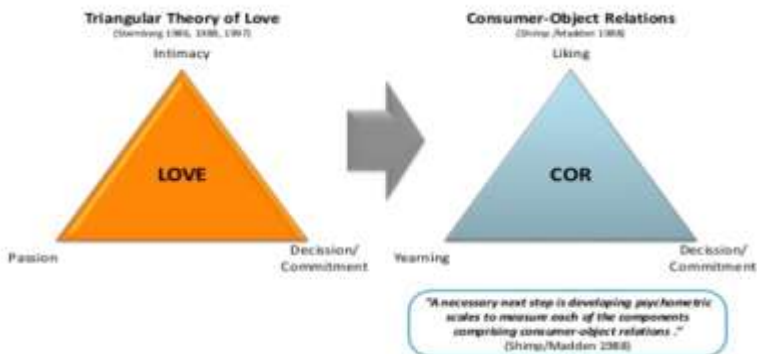 Triangular Theory of Love
(Sternberg 1986, 1988, 1997)
Intimacy
LOVE
Passion
Decission/
Commitment
Consumer-Object Relations
(Shimp /Madden 1988)
Liking
COR
Yearning
Decission/
Commitment
"A necessary next step is developing psychometric
scales to measure each of the components
comprising consumer-object relations ."
(Shimp/Madden 1988)